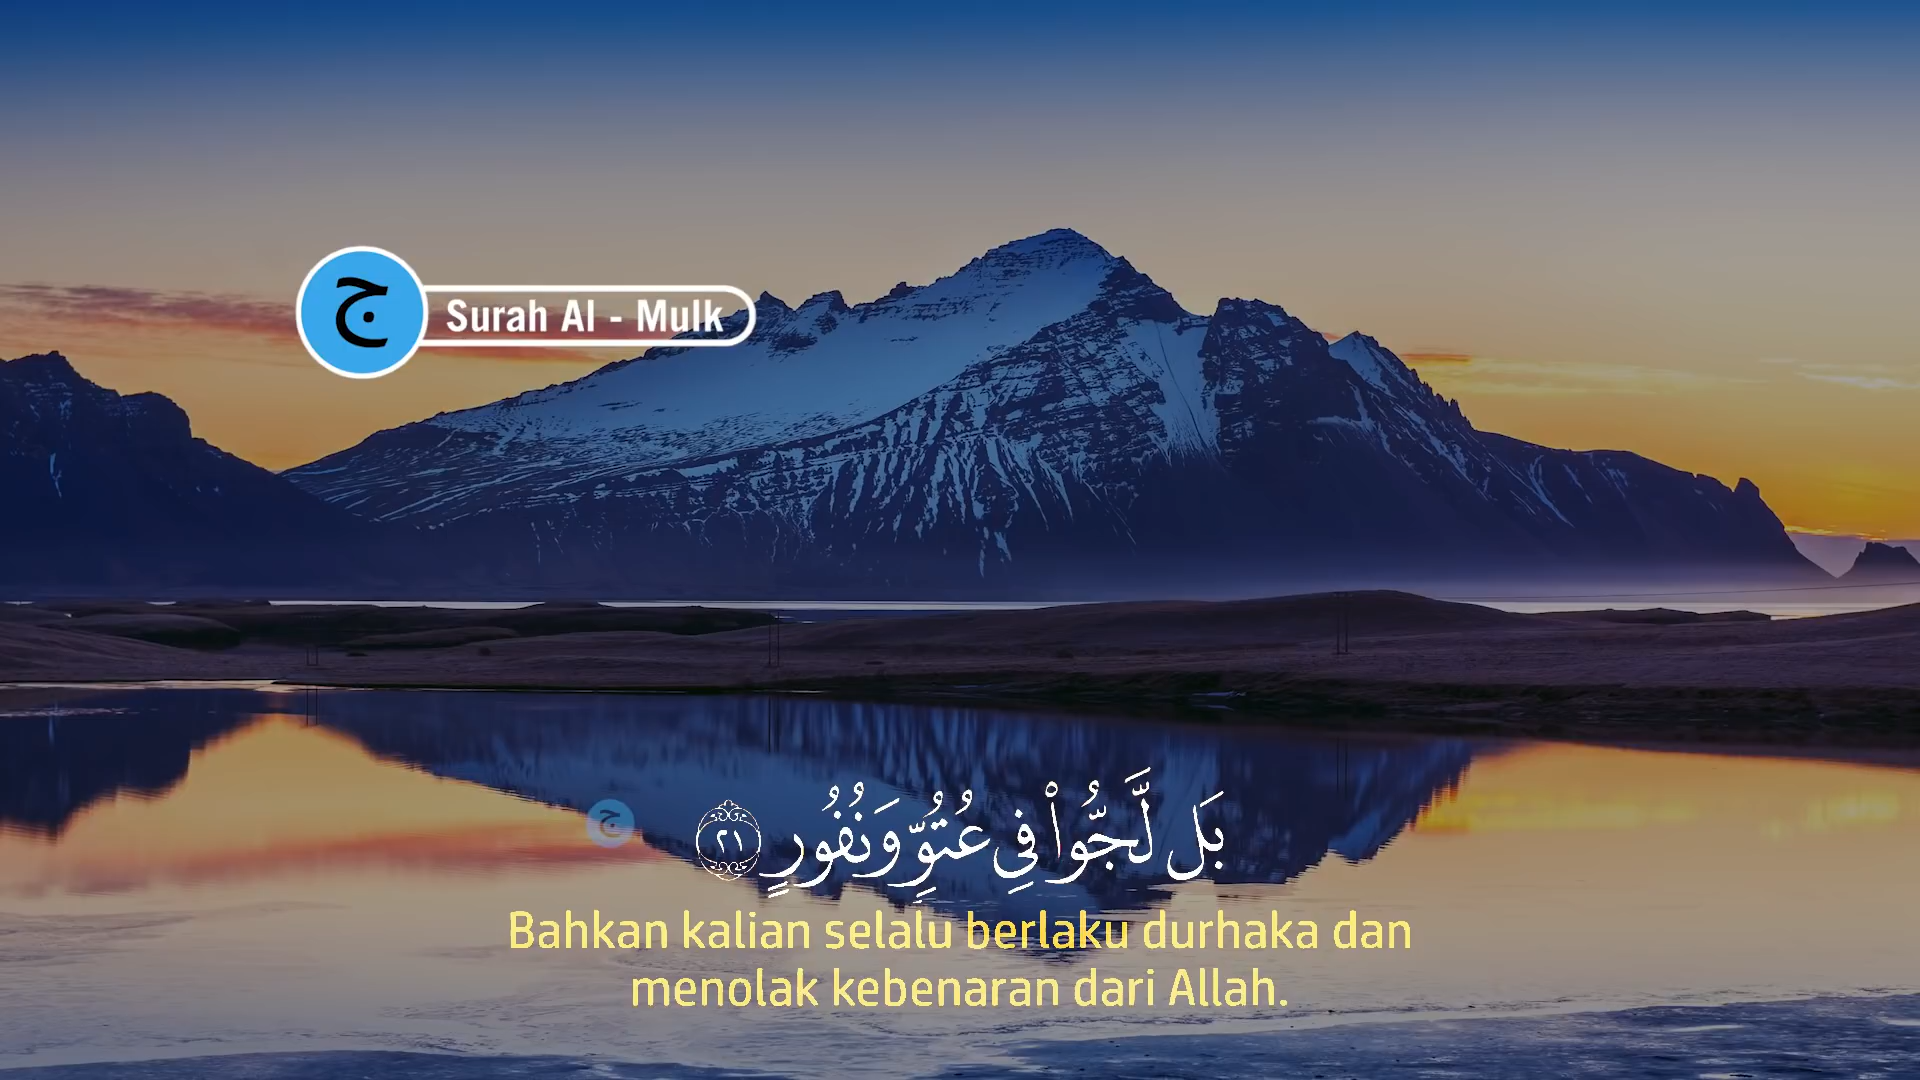 ج
Surah Al - Mulk
ج
بَل لَّجُّوا۟ فِى عُتُوٍّ وَنُفُورٍ ٢١
Bahkan kalian selalu berlaku durhaka dan
menolak kebenaran dari Allah.